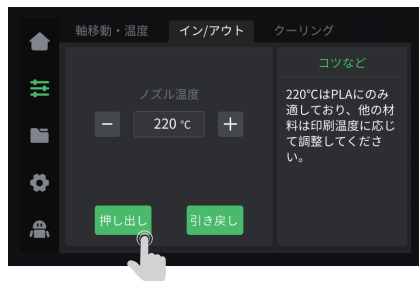 軸移動・温度 イン/アウト クーリング
コツなど
ノズル温度
220 ℃
220℃はPLAにのみ
適しており、他の材
料は印刷温度に応じ
て調整してくださ
い。
押し出し 引き戻し